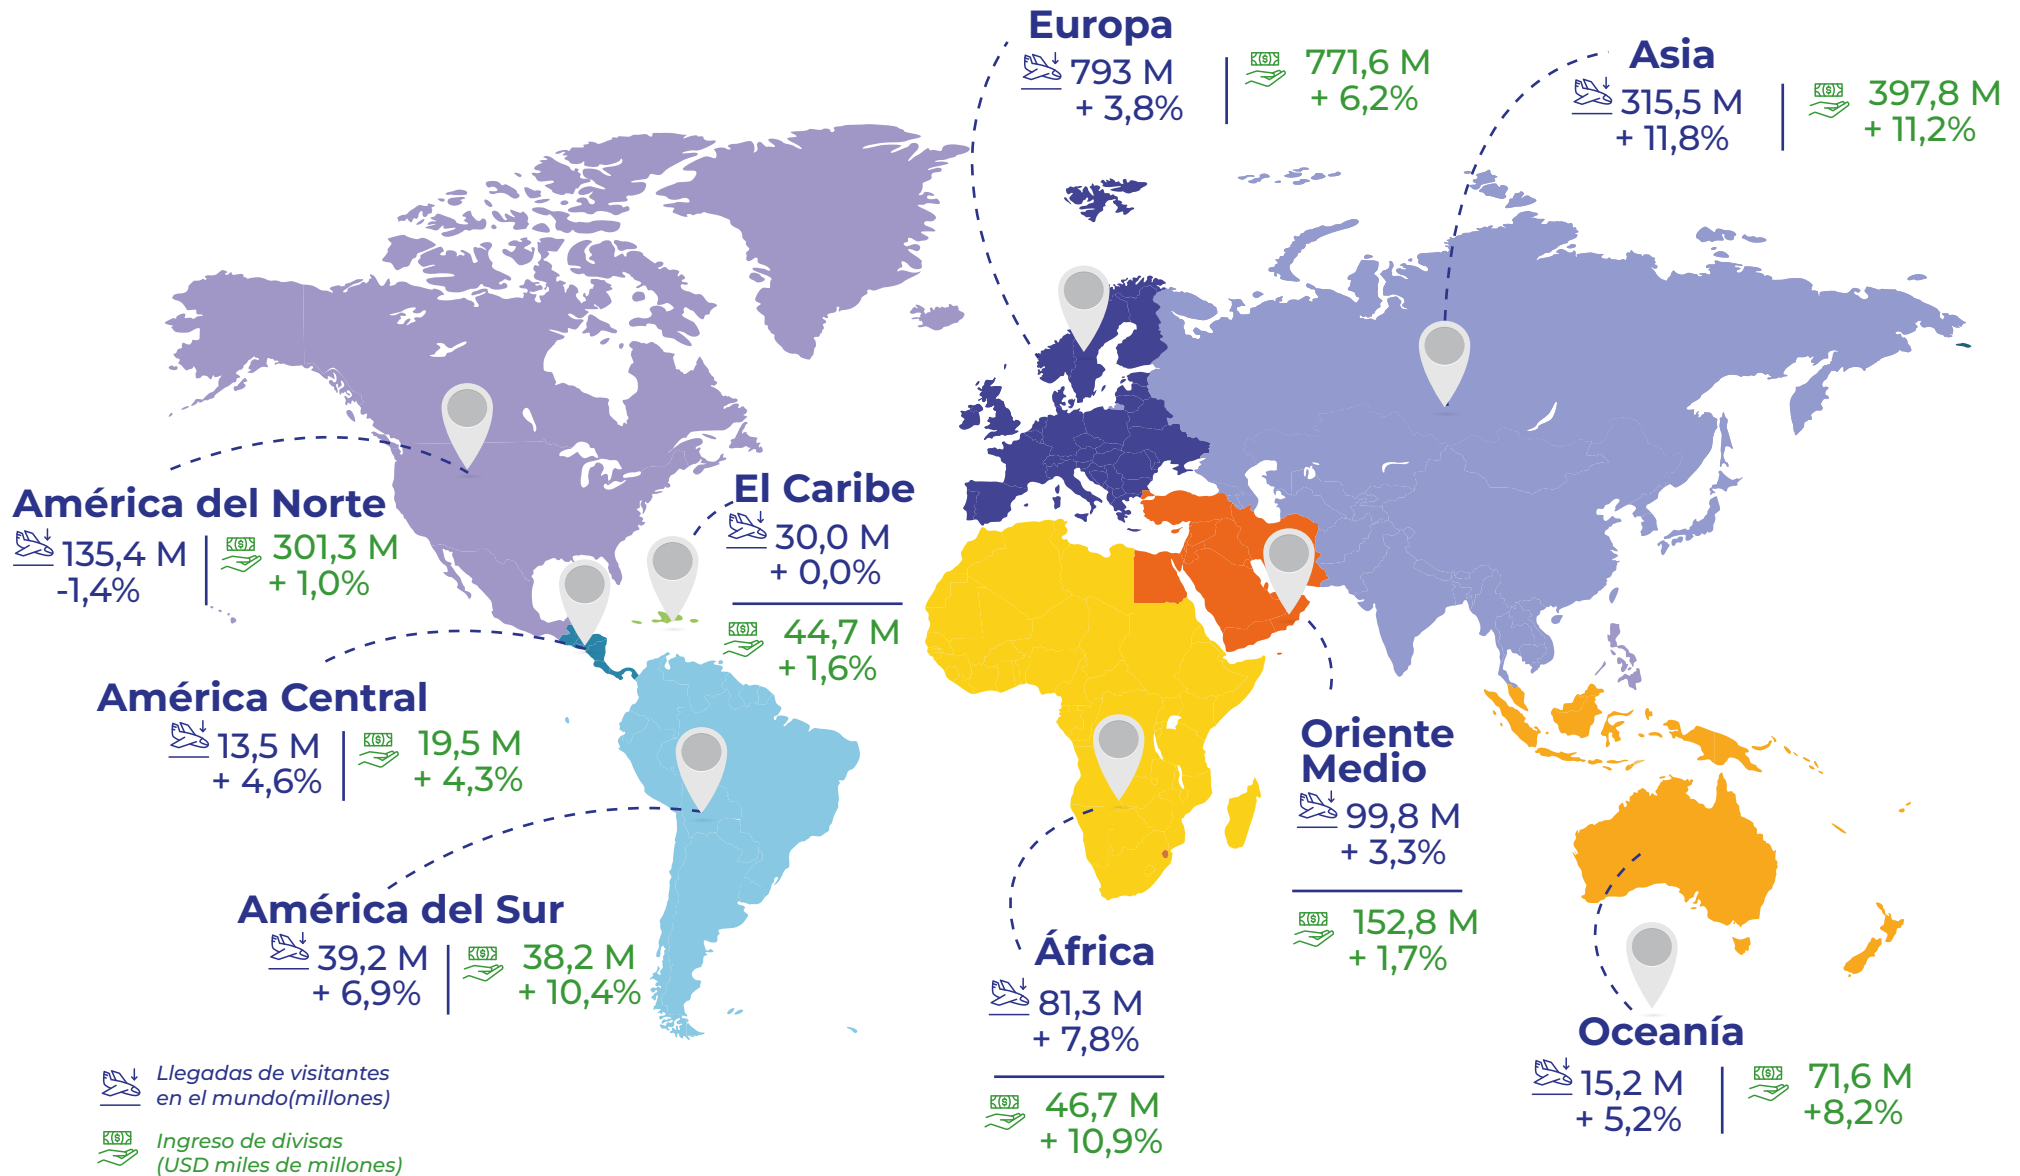 Europa
793 M
+ 3,8%
771,6 M
+ 6,2%
Asia
315,5 M
+ 11,8%
397,8 M
+ 11,2%
América del Norte
135,4 M
-1,4%
301,3 M
+ 1,0%
El Caribe
30,0 M
+ 0,0%
44,7 M
+ 1,6%
América Central
13,5 M
+ 4,6%
19,5 M
+ 4,3%
América del Sur
39,2 M
+ 6,9%
38,2 M
+ 10,4%
África
81,3 M
+ 7,8%
46,7 M
+ 10,9%
Oriente
Medio
99,8 M
+ 3,3%
152,8 M
+ 1,7%
Oceanía
15,2 M
+ 5,2%
71,6 M
+8,2%
Llegadas de visitantes
en el mundo(millones)
Ingreso de divisas
(USD miles de millones)